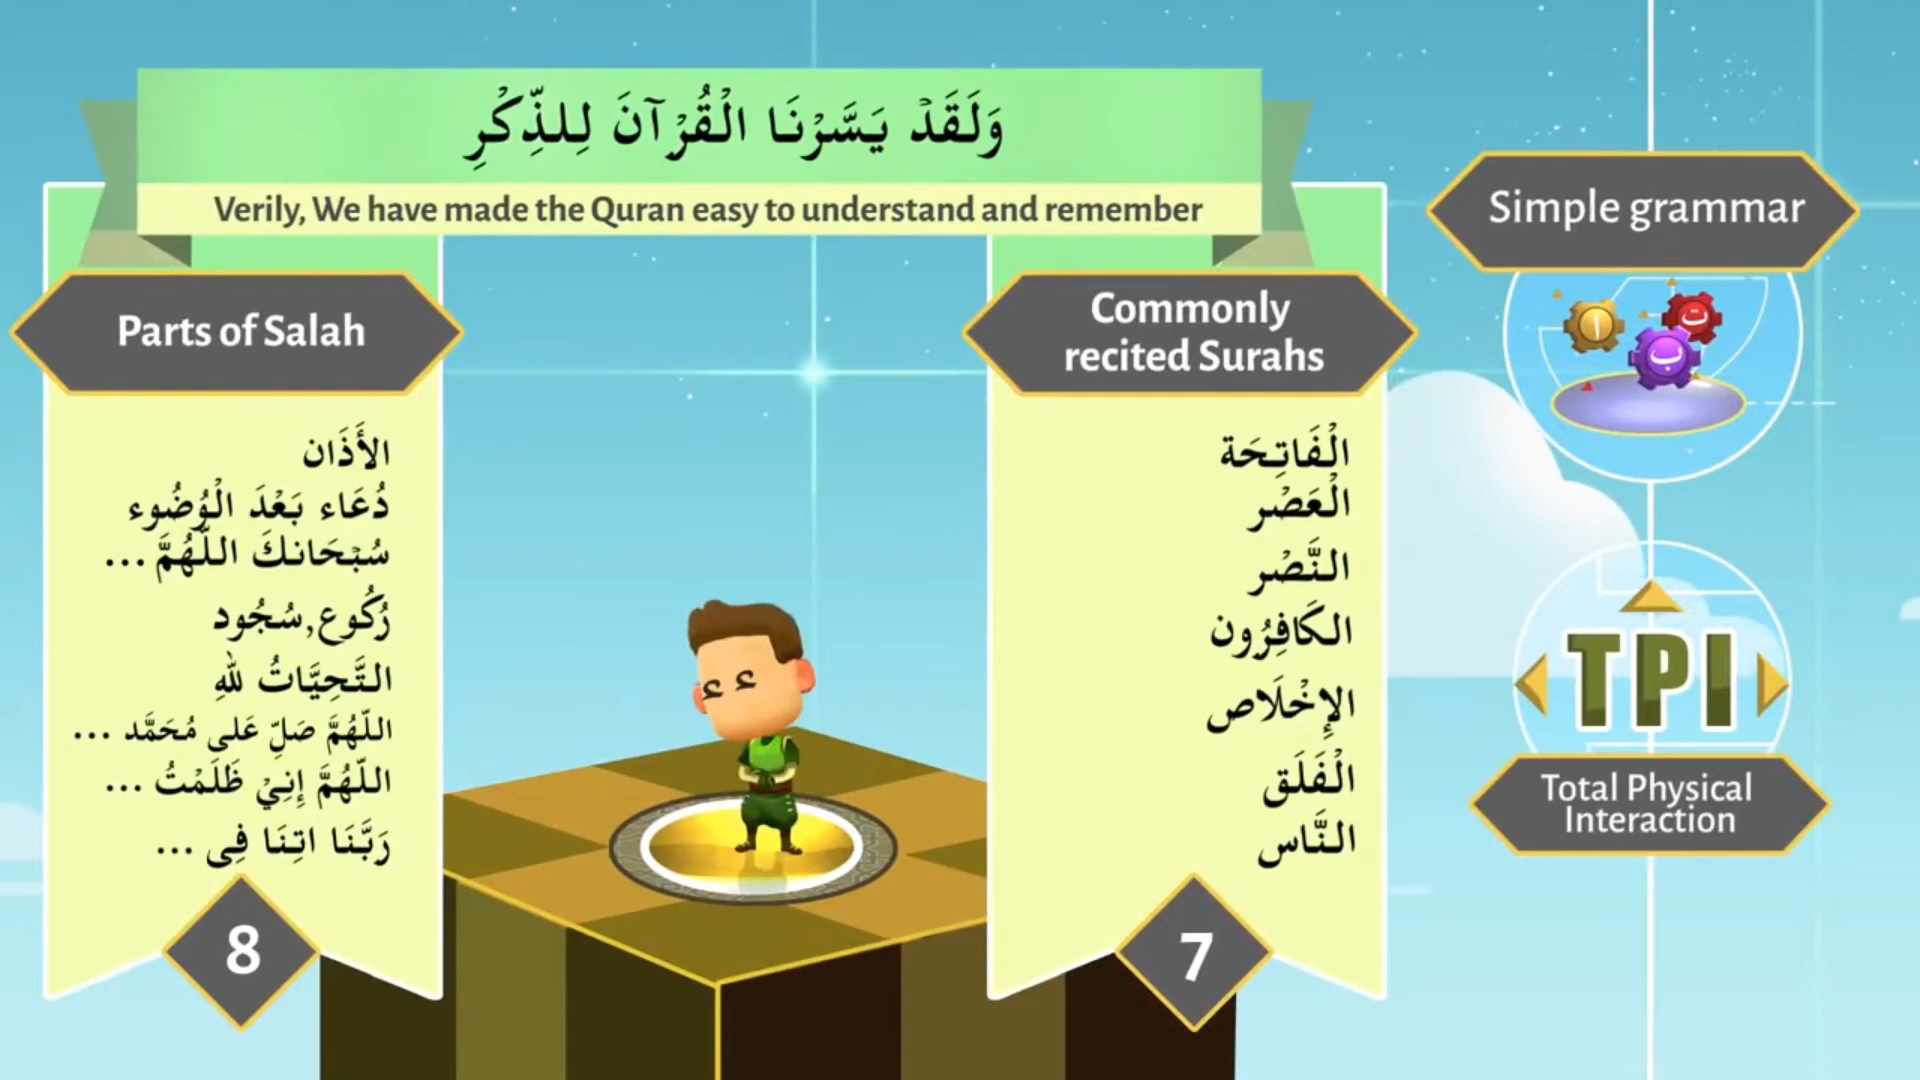 وَلَقَدْ يَسَّرْنَا الْقُرْآنَ لِلذِّكْرِ
Verily, We have made the Quran easy to understand and remember
Parts of Salah
الأَذَان
دُعَاء بَعْدَ الْوُضُوء
سُبْحَانكَ اللّٰهُمَّ ...
رُكُوع,سُجُود
التَّحِيَّاتُ لِلّٰهِ
اللّٰهُمَّ صَلِّ عَلى مُحَمَّد ...
اللّٰهُمَّ إِنِيْ ظَلَمْتُ ...
رَبَّنَا اتِنَا فِى ...
8
Commonly
recited Surahs
الْفَاتِحَة
الْعَصْر
النَّصْر
الكَافِرُون
الإِخْلَاص
الْفَلَق
النَّاس
7
Simple grammar
ا
ت
ب
TPI
Total Physical
Interaction